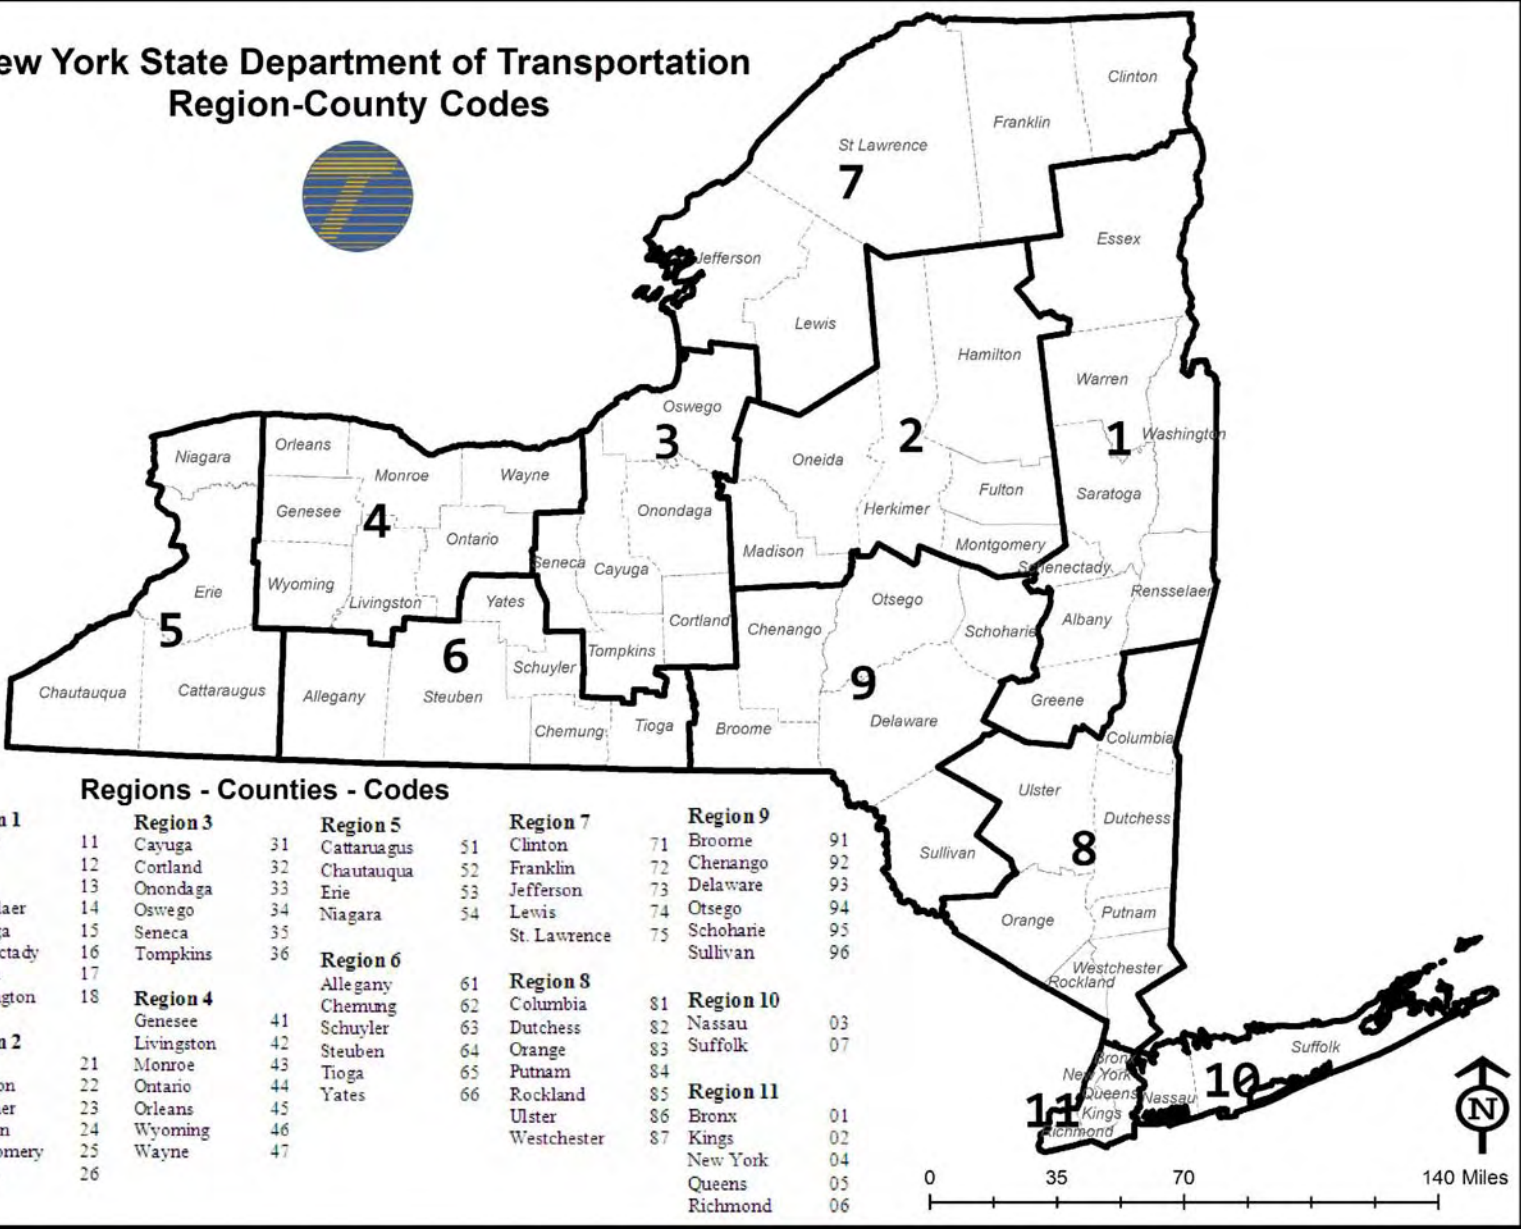 ew York State Department of Transportation
Region-County Codes
Clinton
Franklin
St Lawrence
7
Essex
Jefferson
Lewis
Hamilton
Warren
Oswego
3
2
1
Washington
Orleans
Niagara
Monroe
Wayne
Oneida
Fulton
Saratoga
Genesee
4
Onondaga
Herkimer
Ontario
Madison
Montgomery
Seneca
Cayuga
Schenectady
Wyoming
Erie
Livingston
Yates
Otsego
Rensselaer
5
6
Cortland
Chenango
Schoharie
Albany
Tompkins
Schuyler
9
Chautauqua
Cattaraugus
Allegany
Steuben
Greene
Chemung
Tioga
Broome
Delaware
Columbia
Ulster
Dutchess
8
Sullivan
Orange
Putnam
Westchester
Rockland
Suffolk
Bronx
New York
10
Queens
Nassau
11
Kings
Richmond
N
0 35 70 140 Miles
Regions - Counties - Codes
n 1
11
12
13
laer 14
ga 15
ctady 16
17
gton 18
n 2
21
on 22
er 23
n 24
omery 25
26
Region 3
Cayuga 31
Cortland 32
Onondaga 33
Oswego 34
Seneca 35
Tompkins 36
Region 4
Genesee 41
Livingston 42
Monroe 43
Ontario 44
Orleans 45
Wyoming 46
Wayne 47
Region 5
Cattaruagus 51
Chautauqua 52
Erie 53
Niagara 54
Region 6
Allegany 61
Chemung 62
Schuyler 63
Steuben 64
Tioga 65
Yates 66
Region 7
Clinton 71
Franklin 72
Jefferson 73
Lewis 74
St. Lawrence 75
Region 8
Columbia 81
Dutchess 82
Orange 83
Putnam 84
Rockland 85
Ulster 86
Westchester 87
Region 9
Broome 91
Chenango 92
Delaware 93
Otsego 94
Schoharie 95
Sullivan 96
Region 10
Nassau 03
Suffolk 07
Region 11
Bronx 01
Kings 02
New York 04
Queens 05
Richmond 06